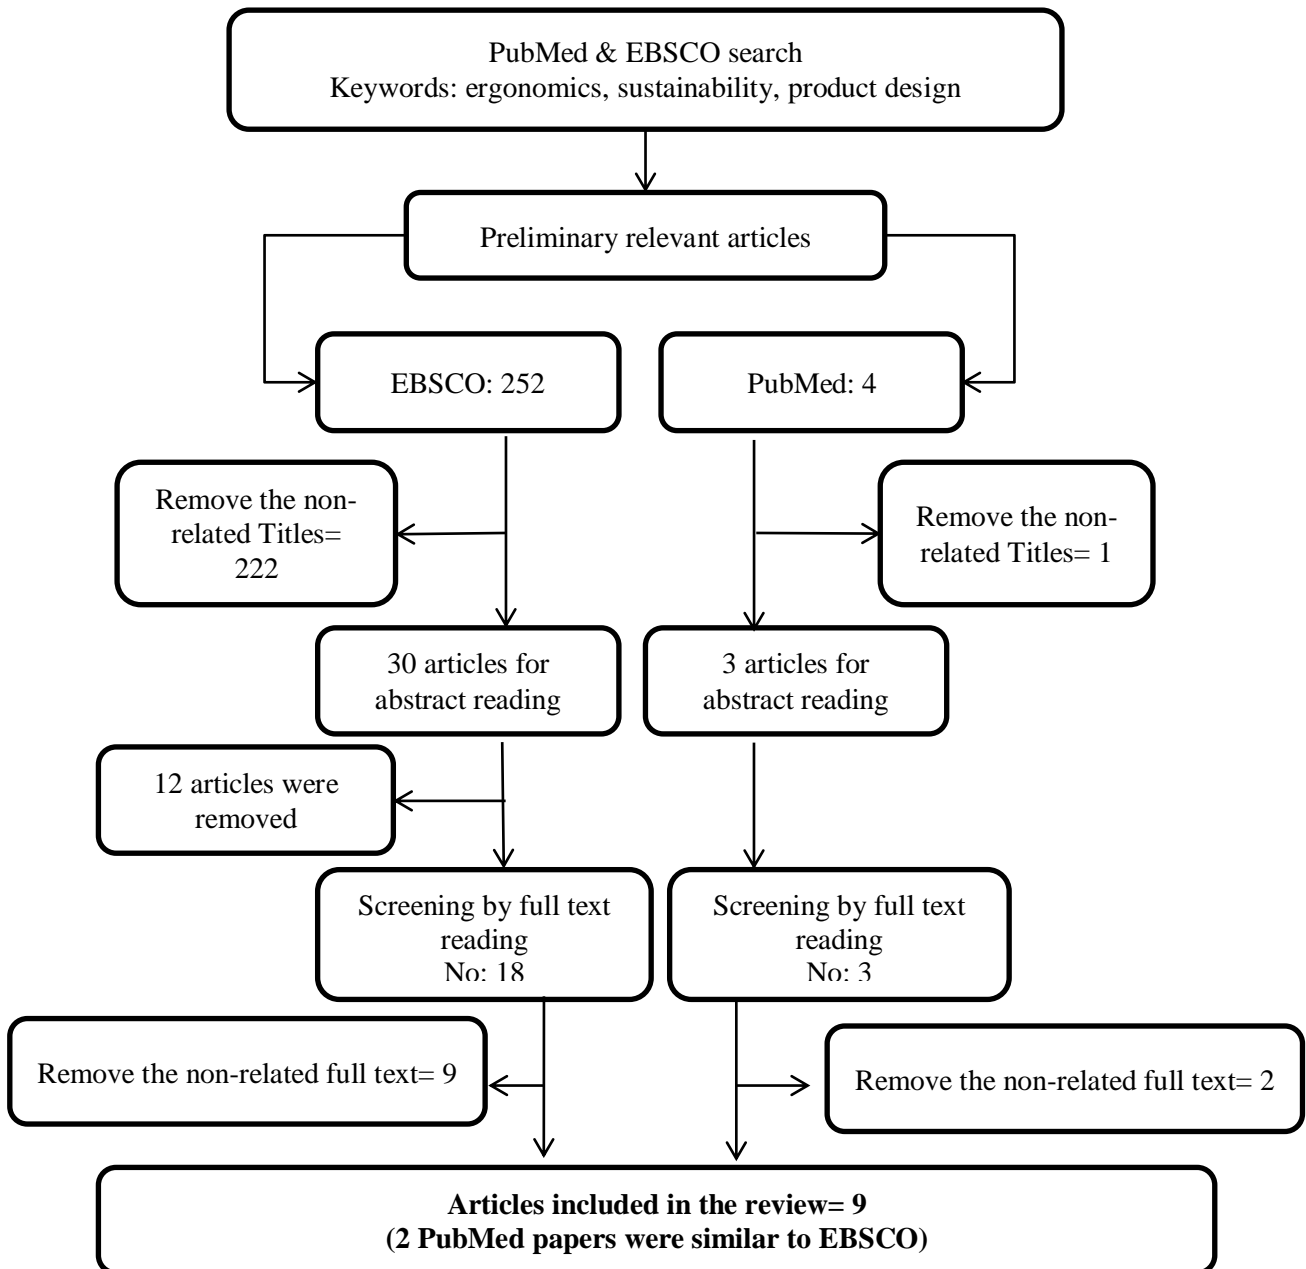 PubMed & EBSCO search
Keywords: ergonomics, sustainability, product design
Preliminary relevant articles
EBSCO: 252
PubMed: 4
Remove the non-
related Titles=
222
Remove the non-
related Titles= 1
30 articles for
abstract reading
3 articles for
abstract reading
12 articles were
removed
Screening by full text
reading
No: 18
Screening by full text
reading
No: 3
Remove the non-related full text= 9
Remove the non-related full text= 2
Articles included in the review= 9
(2 PubMed papers were similar to EBSCO)